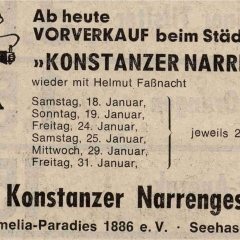 Ab heute
VORVERKAUF beim Städ
»KONSTANZER NARRE
wieder mit Helmut Faßnacht
Samstag, 18. Januar,
Sonntag, 19. Januar,
Freitag, 24. Januar,
Samstag, 25. Januar,
Mittwoch, 29. Januar,
Freitag, 31. Januar,
jeweils 2
Konstanzer Narrenges
melia-Paradies 1886 e. V. · Seehas